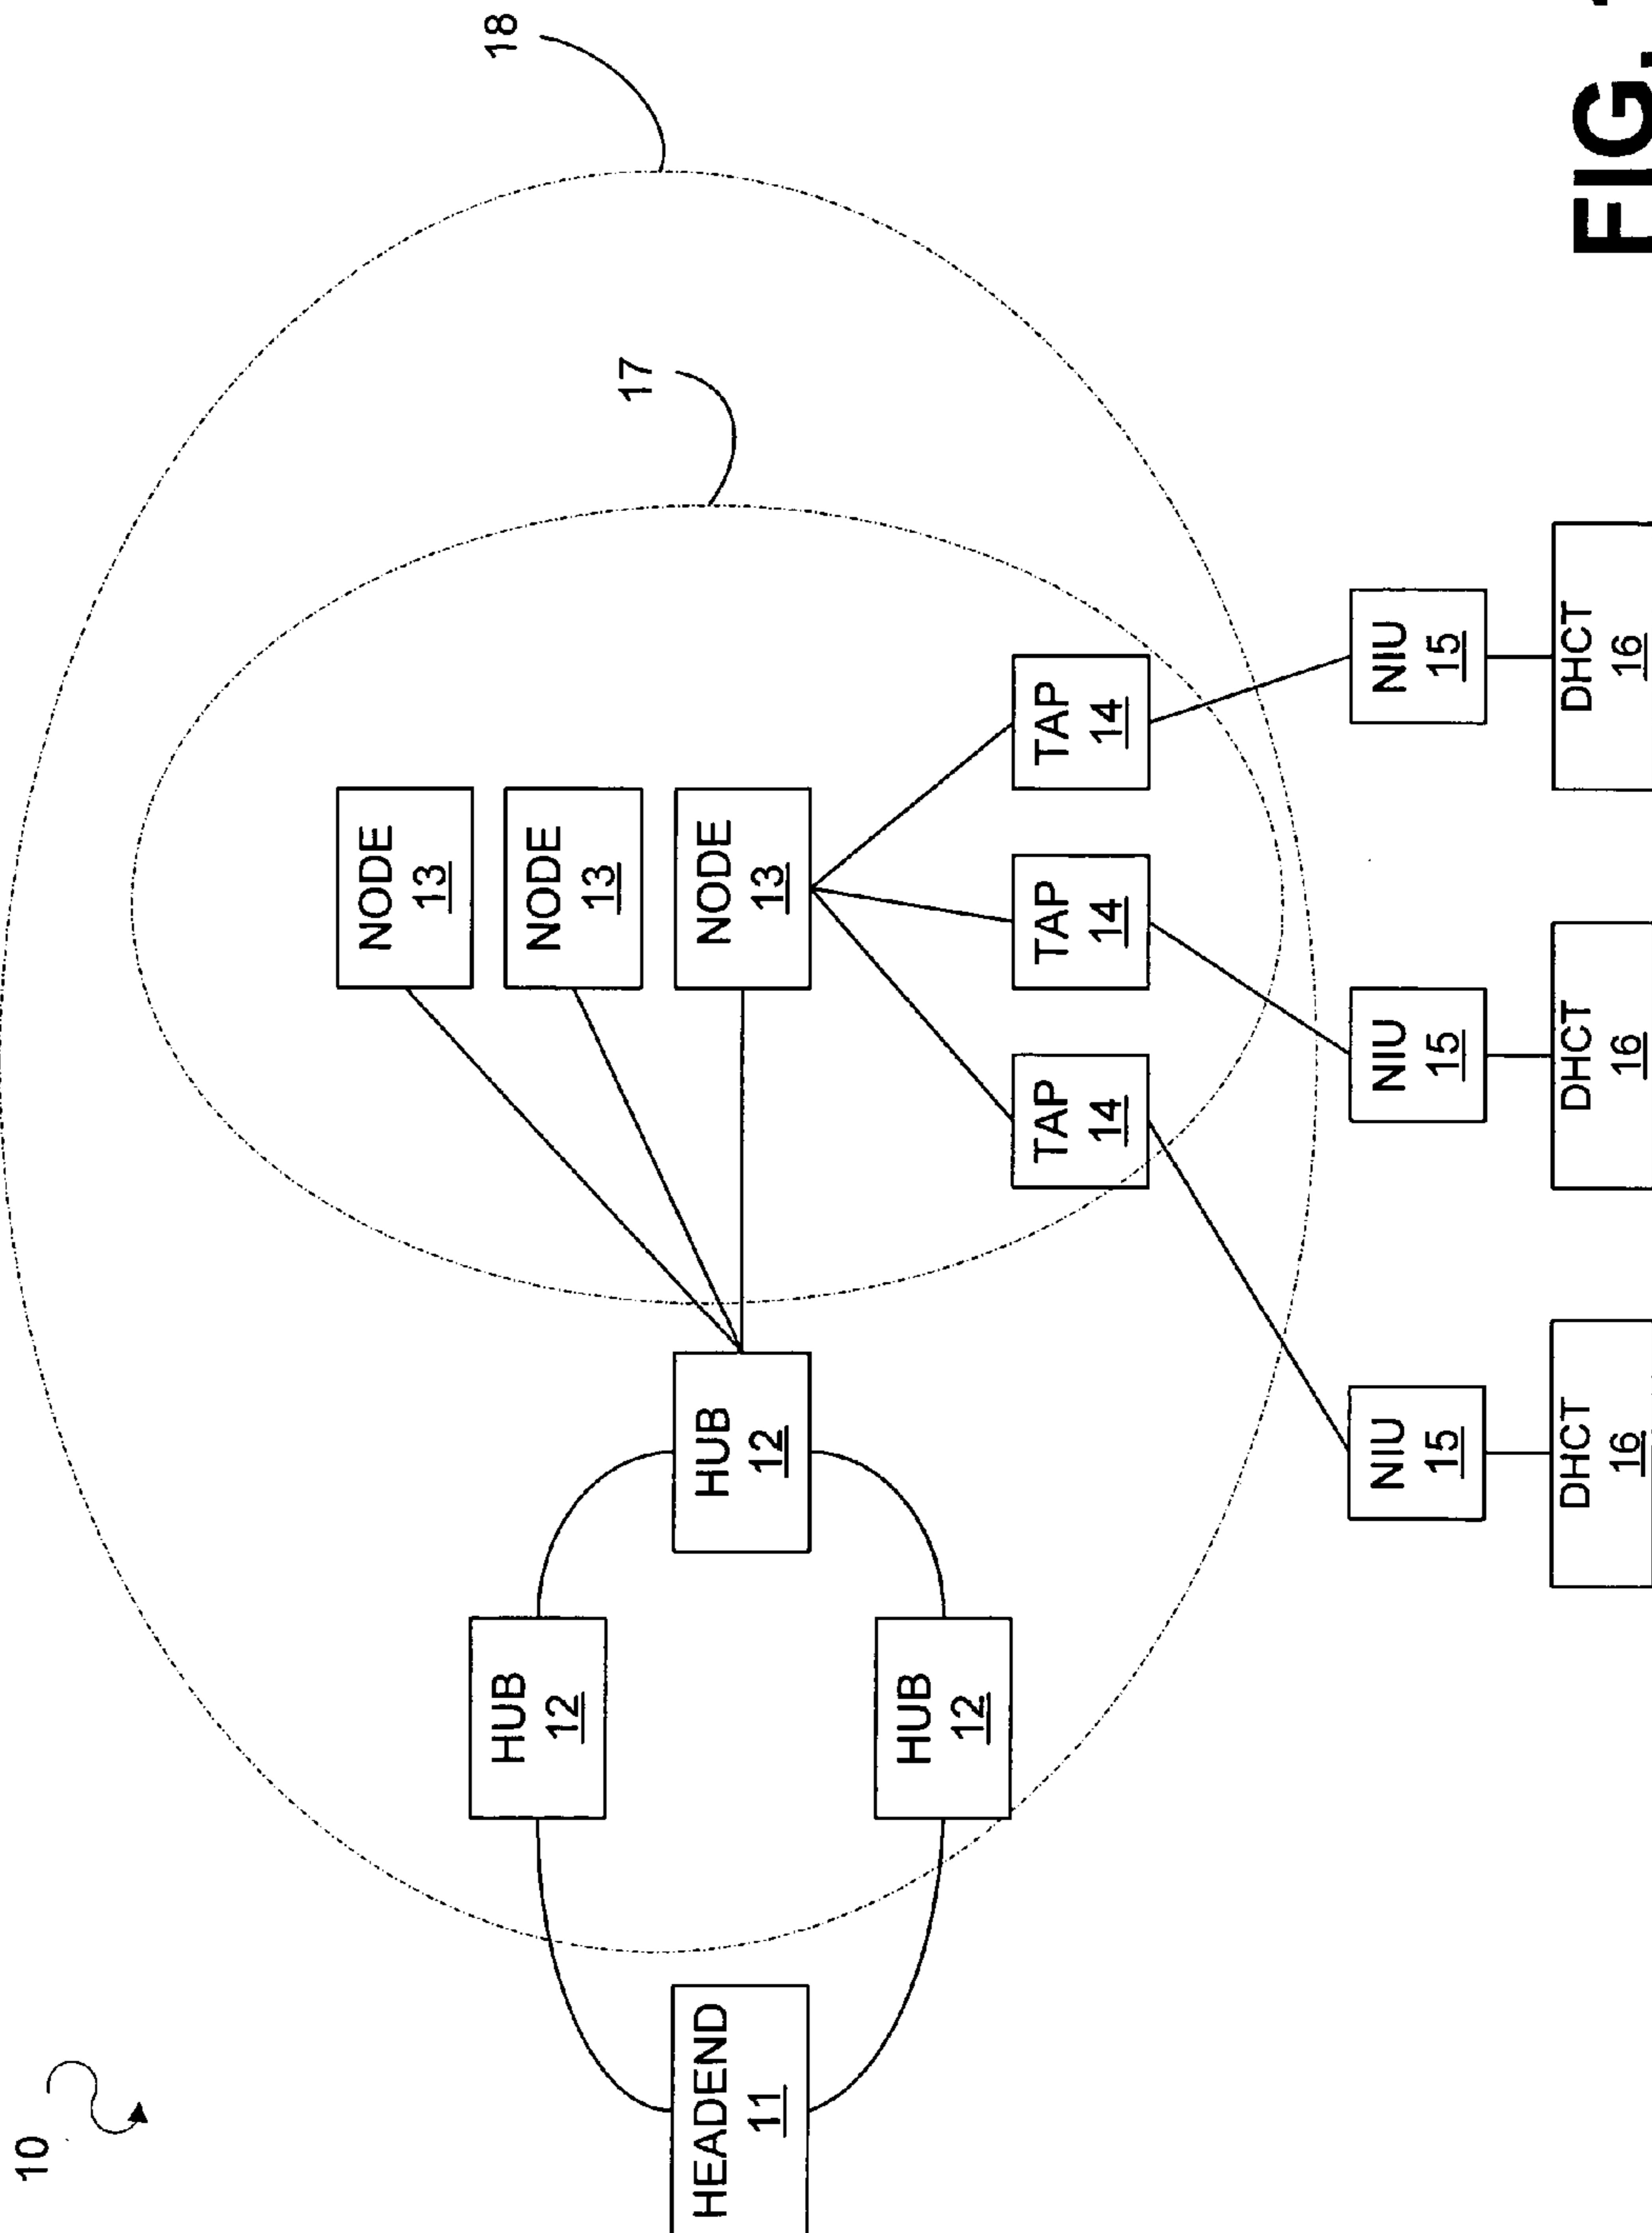 10
NODE
13
18
HUB
12
NODE
13
17
HEADEND
11
HUB
12
NODE
13
HUB
12
TAP
14
TAP
14
TAP
14
NIU
15
NIU
15
NIU
15
DHCT
16
DHCT
16
DHCT
16
FIG.